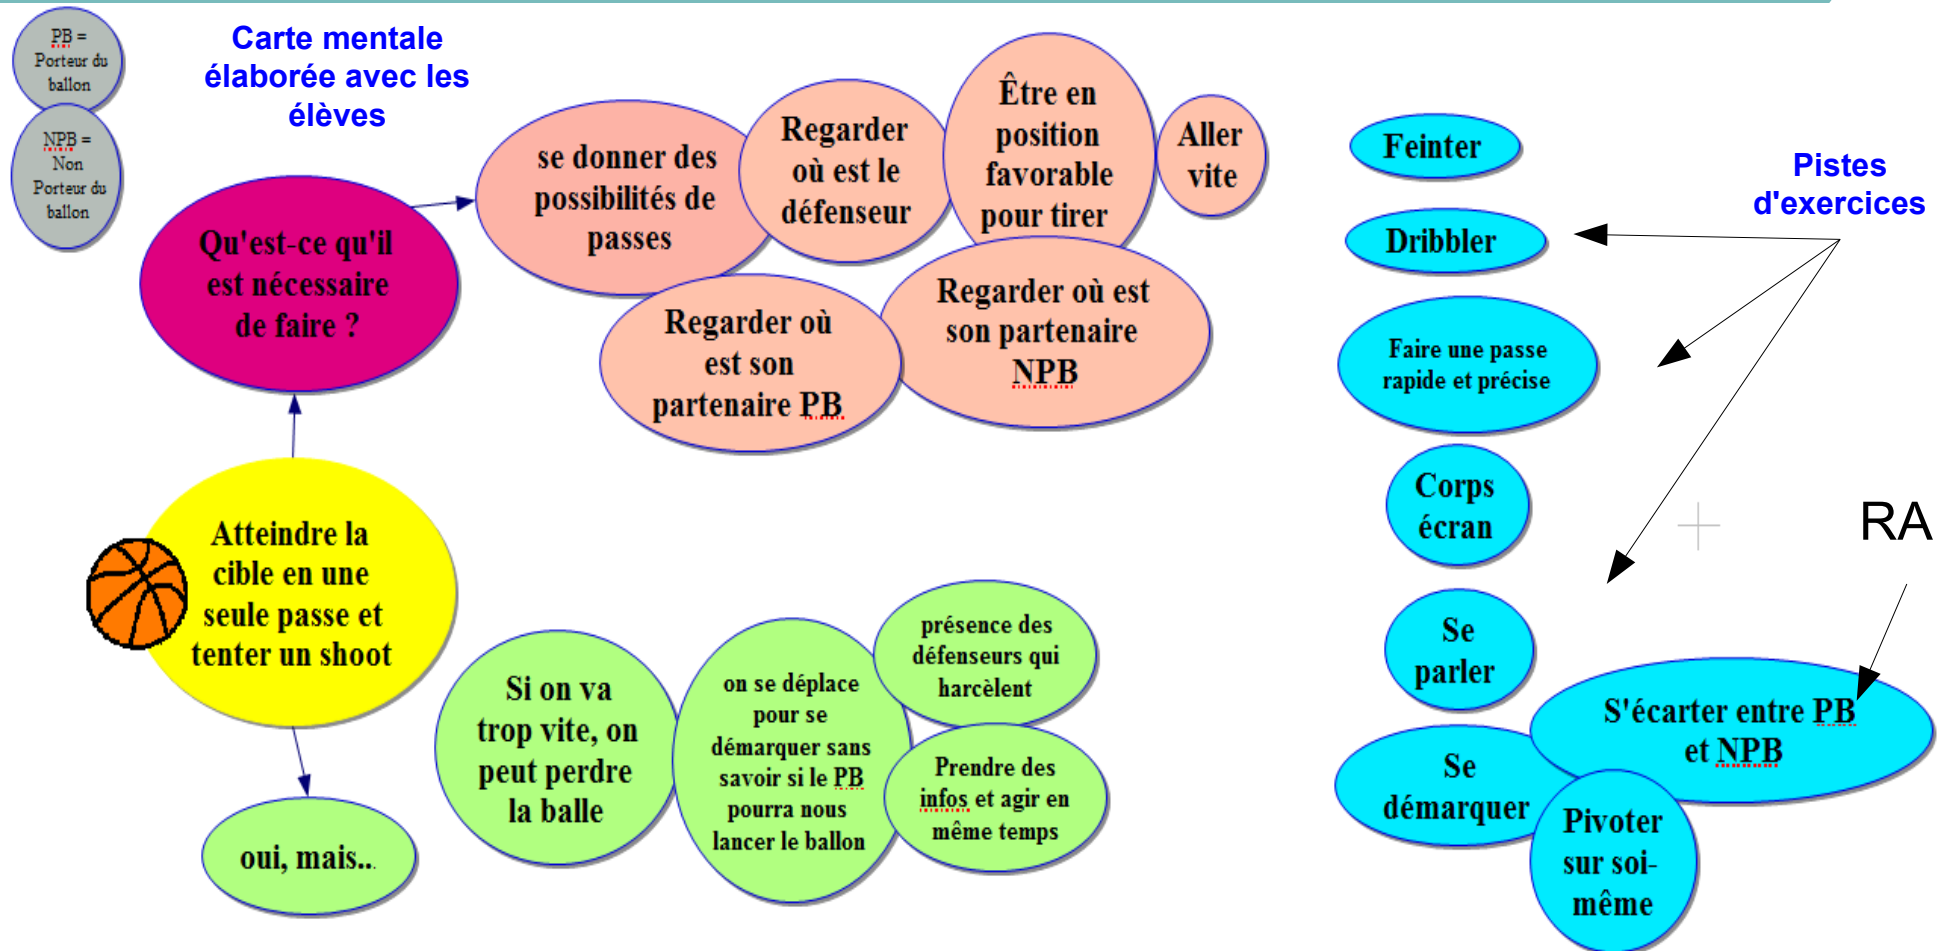 PB =
Porteur du
ballon
NPB =
Non
Porteur du
ballon
Carte mentale
élaborée avec les
élèves
Qu'est-ce qu'il
est nécessaire
de faire ?
se donner des
possibilités de
passes
Regarder
où est le
défenseur
Être en
position
favorable
pour tirer
Aller
vite
Regarder où
est son
partenaire PB
Regarder où est
son partenaire
NPB
Atteindre la
cible en une
seule passe et
tenter un shoot
oui, mais...
Si on va
trop vite, on
peut perdre
la balle
on se déplace
pour se
démarquer sans
savoir si le PB
pourra nous
lancer le ballon
présence des
défenseurs qui
harcèlent
Prendre des
infos et agir en
même temps
Feinter
Dribbler
Faire une passe
rapide et précise
Corps
écran
Se
parler
Se
démarquer
S'écarter entre PB
et NPB
Pivoter
sur soi-
même
Pistes
d'exercices
RA